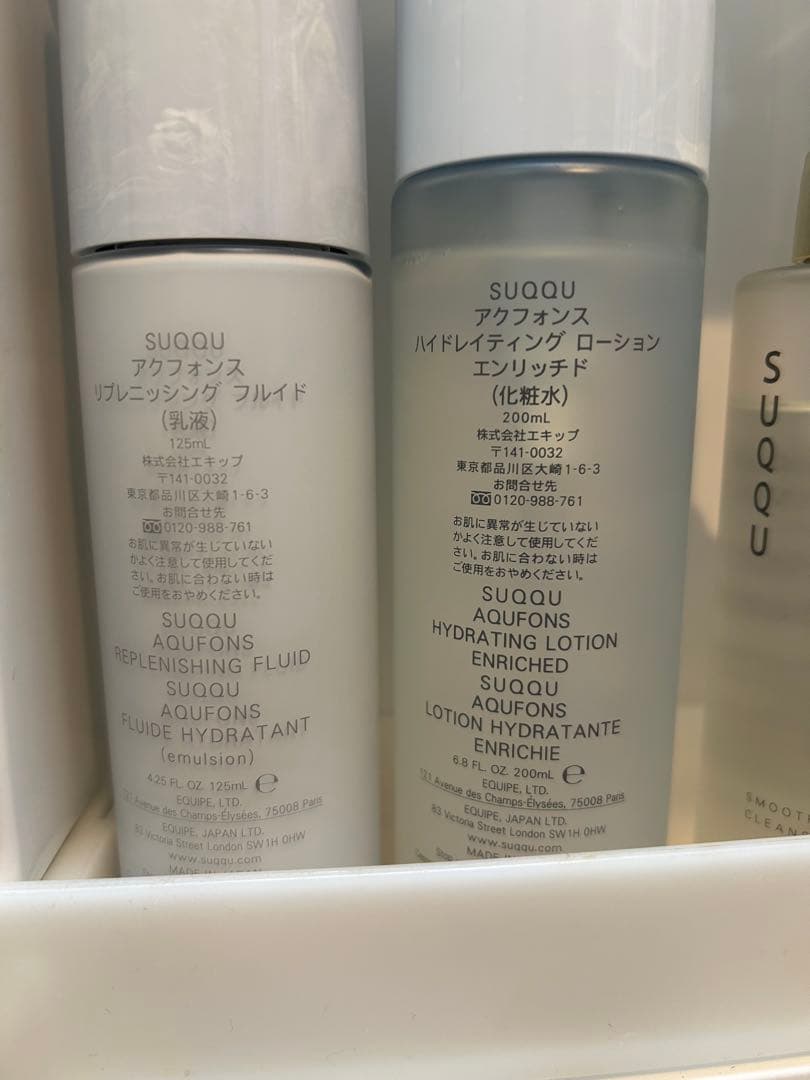 SUQQU
アクフォンス
リプレニッシング フルイド
(乳液)
125mL
株式会社エキップ
〒141-0032
東京都品川区大崎1-6-3
お問合せ先
0120-988-761
お肌に異常が生じていない
かよく注意して使用してくだ
さい。お肌に合わない時は
ご使用をおやめください。
SUQQU
AQUFONS
REPLENISHING FLUID
SUQQU
AQUFONS
FLUIDE HYDRATANT
(emulsion)
4.25 FL. OZ. 125mL ℮
EQUIPE, LTD.
121 Avenue des Champs-Élysées, 75008 Paris
EQUIPE, JAPAN LTD.
83 Victoria Street London SW1H 0HW
www.suqqu.com
MADE IN JAPAN
SUQQU
アクフォンス
ハイドレイティング ローション
エンリッチド
(化粧水)
200mL
株式会社エキップ
〒141-0032
東京都品川区大崎1-6-3
お問合せ先
0120-988-761
お肌に異常が生じていない
かよく注意して使用してくだ
さい。お肌に合わない時は
ご使用をおやめください。
SUQQU
AQUFONS
HYDRATING LOTION
ENRICHED
SUQQU
AQUFONS
LOTION HYDRATANTE
ENRICHIE
6.8 FL. OZ. 200mL ℮
EQUIPE, LTD.
121 Avenue des Champs-Élysées, 75008 Paris
EQUIPE, JAPAN LTD.
83 Victoria Street London SW1H 0HW
www.suqqu.com
MADE IN
SUQQU
SMOOTH
CLEANS